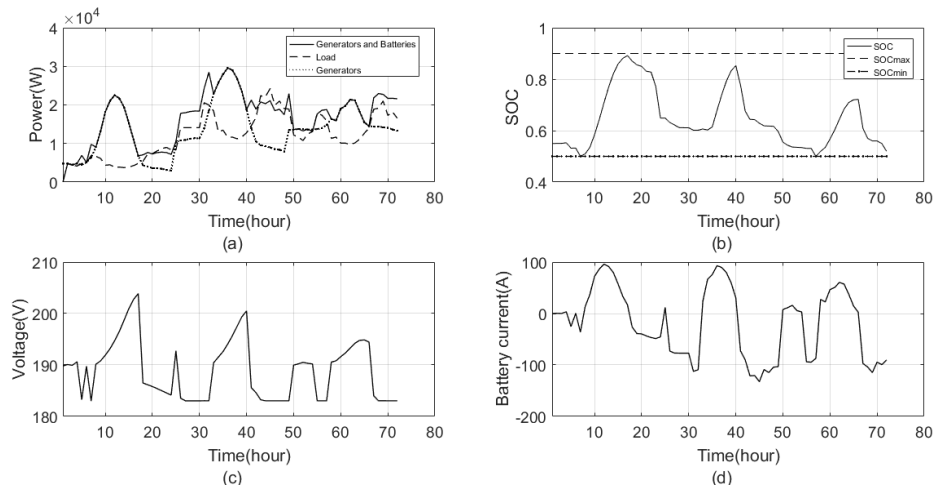 ×10⁴
4
3
2
1
0
Power(W)
Generators and Batteries
Load
Generators
10 20 30 40 50 60 70 80
Time(hour)
(a)
1
0.8
0.6
0.4
SOC
SOC
SOCmax
SOCmin
10 20 30 40 50 60 70 80
Time(hour)
(b)
210
200
190
180
Voltage(V)
10 20 30 40 50 60 70 80
Time(hour)
(c)
100
0
-100
-200
Battery current(A)
10 20 30 40 50 60 70 80
Time(hour)
(d)